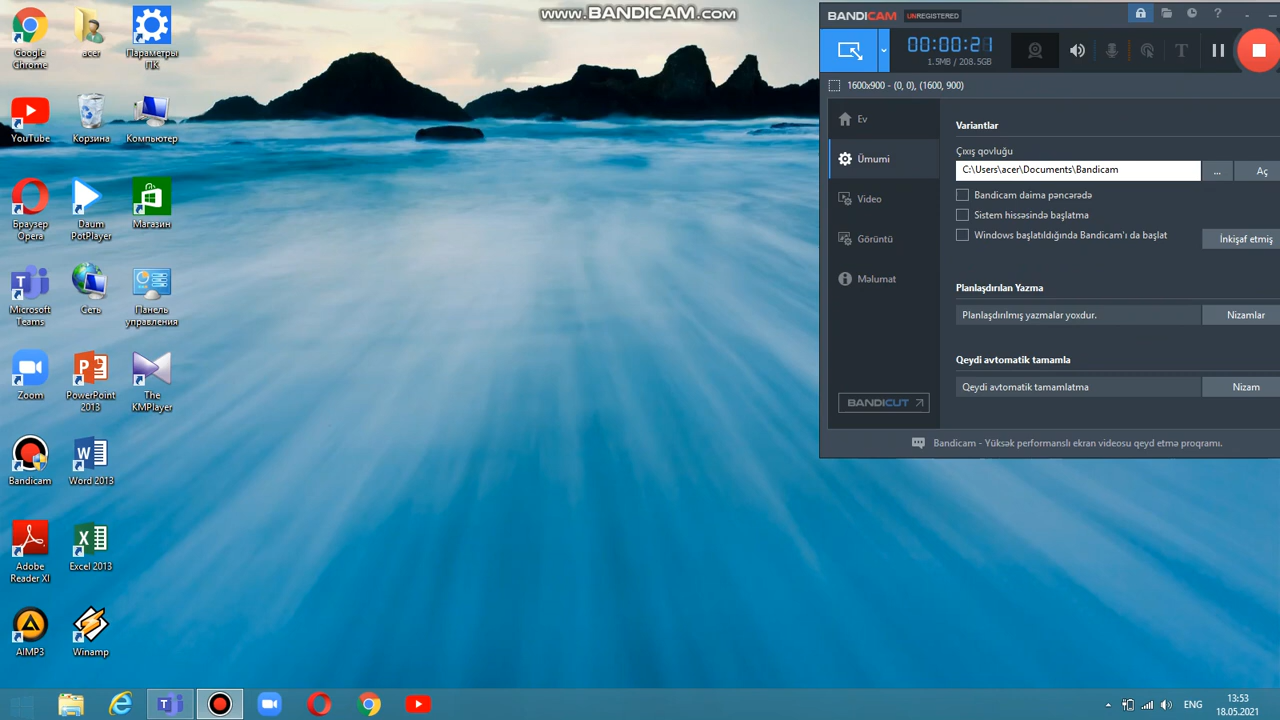 www.BANDICAM.com
Google
Chrome
acer
Параметры
ПК
YouTube
Корзина
Компьютер
Браузер
Opera
Daum
PotPlayer
Магазин
Microsoft
Teams
Сеть
Панель
управления
Zoom
PowerPoint
2013
The
KMPlayer
Bandicam
Word 2013
Adobe
Reader XI
Excel 2013
AIMP3
Winamp
BANDICAM UNREGISTERED
00:00:21
1.5MB / 208.5GB
1600x900 - (0, 0), (1600, 900)
Ev
Ümumi
Video
Görüntü
Məlumat
BANDICUT
Variantlar
Çıxış qovluğu
C:\Users\acer\Documents\Bandicam
...
Aç
Bandicam daima pəncərədə
Sistem hissəsində başlatma
Windows başlatıldığında Bandicam'ı da başlat
İnkişaf etmiş
Planlaşdırılan Yazma
Planlaşdırılmış yazmalar yoxdur.
Nizamlar
Qeydi avtomatik tamamla
Qeydi avtomatik tamamlatma
Nizam
Bandicam - Yüksək performanslı ekran videosu qeyd etmə proqramı.
ENG
13:53
18.05.2021